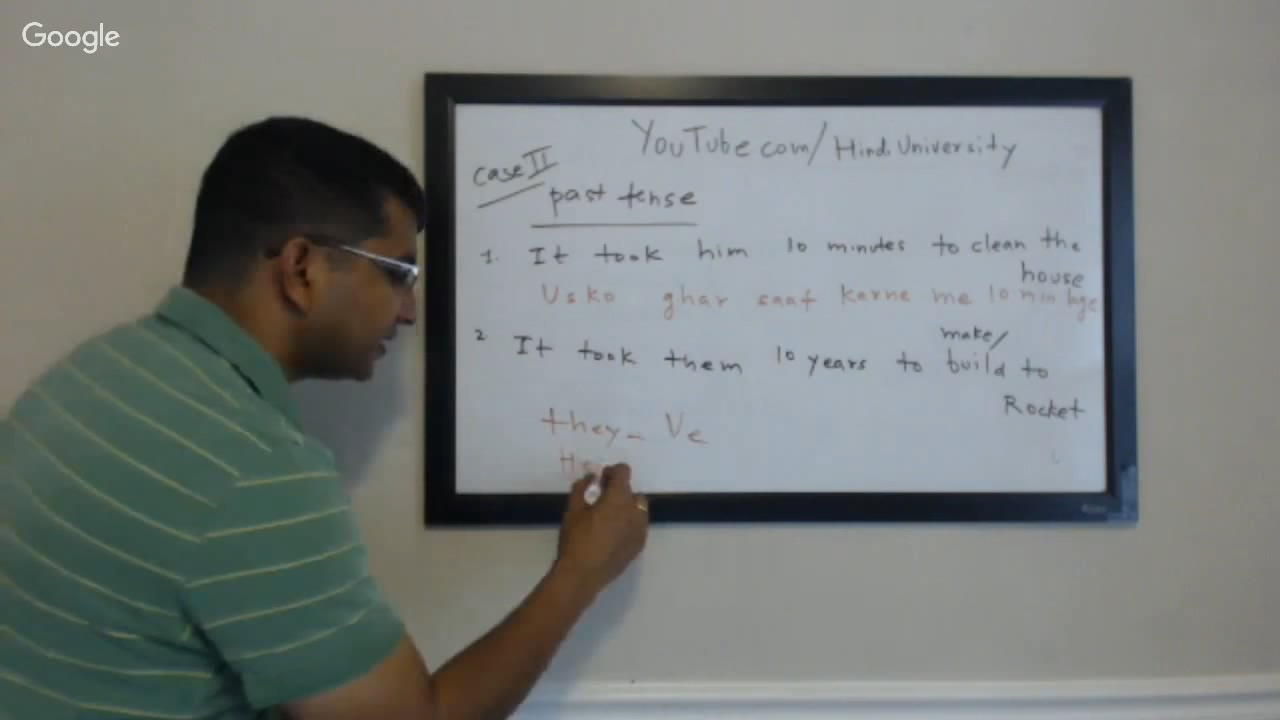 Google
YouTube.com/HindiUniversity
Case II
past tense
1. It took him 10 minutes to clean the
house
Usko ghar saaf karne me 10 min lage
make/
2 It took them 10 years to build to
Rocket
they - Ve